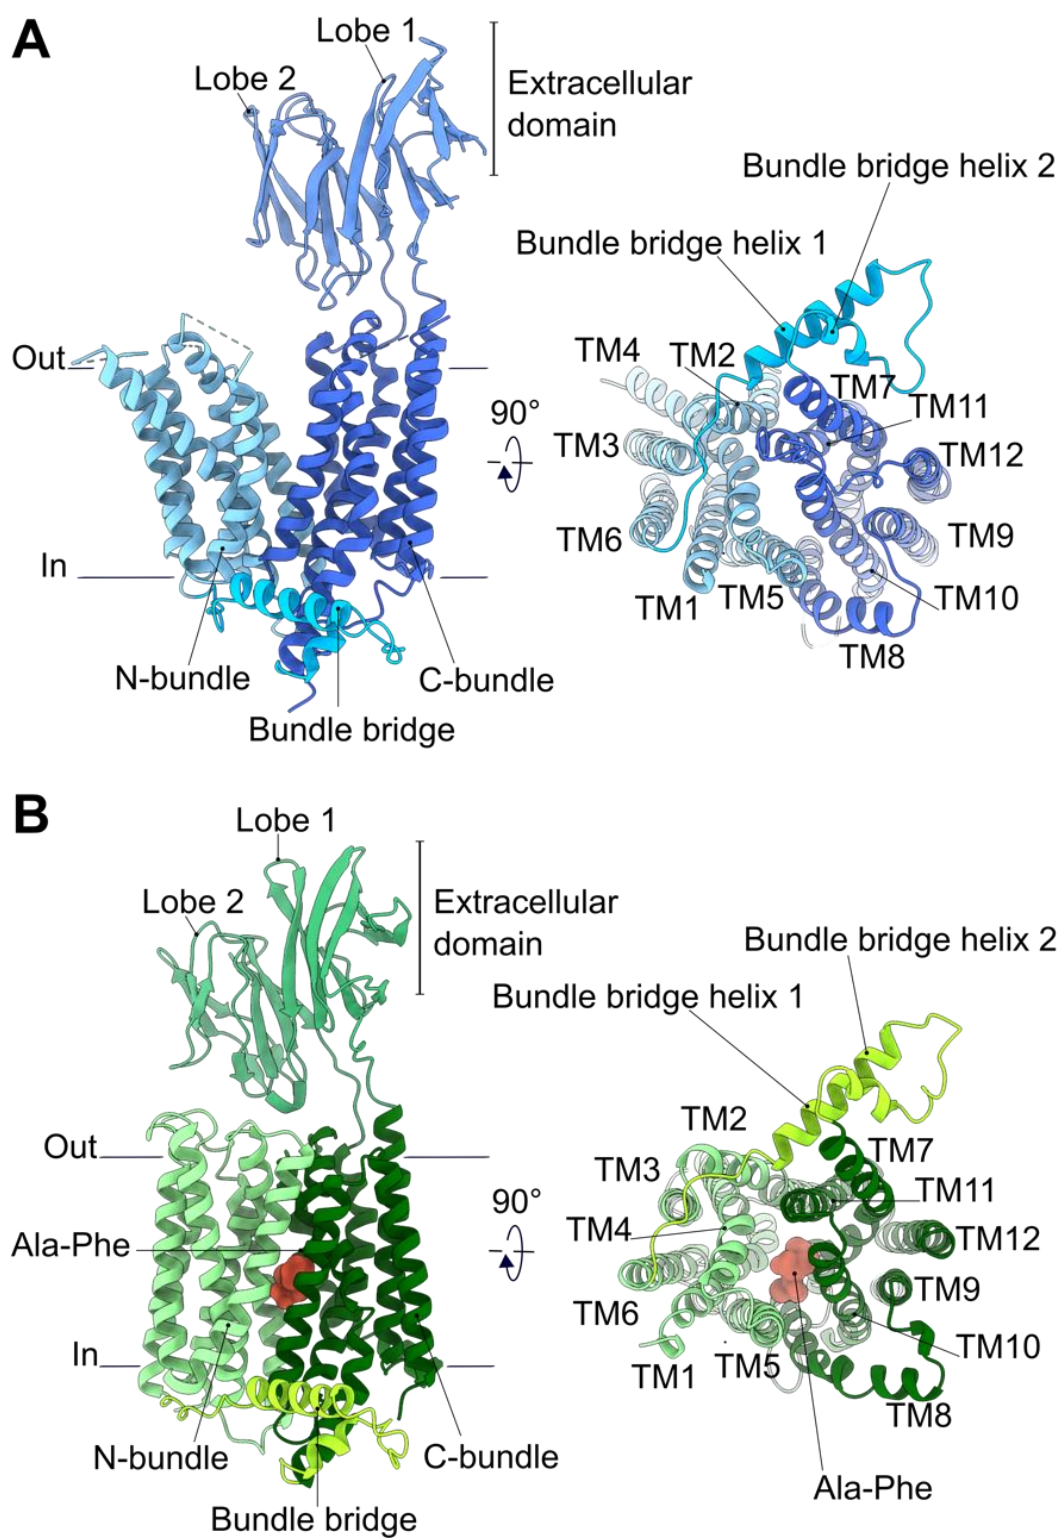 A
Lobe 1
Lobe 2
Extracellular
domain
Out
In
N-bundle
C-bundle
Bundle bridge
90°
Bundle bridge helix 2
Bundle bridge helix 1
TM4
TM2
TM7
TM11
TM3
TM12
TM6
TM9
TM1
TM5
TM10
TM8
B
Lobe 1
Lobe 2
Extracellular
domain
Out
Ala-Phe
In
N-bundle
C-bundle
Bundle bridge
90°
Bundle bridge helix 2
Bundle bridge helix 1
TM2
TM7
TM3
TM11
TM4
TM12
TM9
TM6
TM10
TM1
TM5
TM8
Ala-Phe